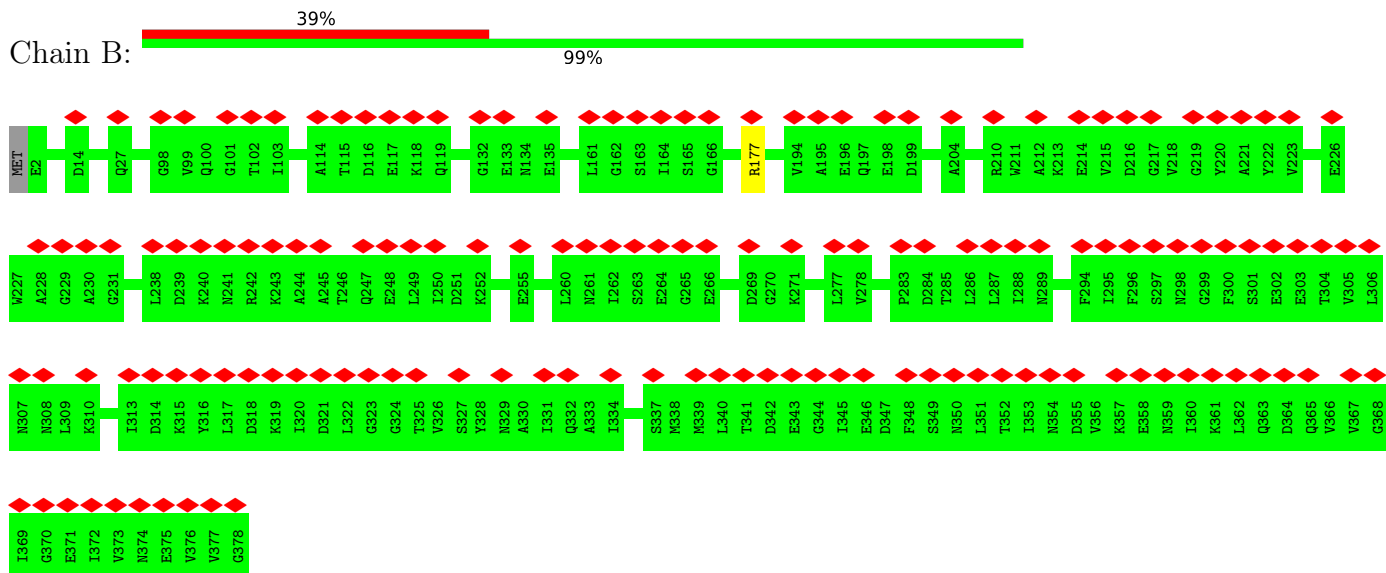 39%
Chain B:
99%
MET E2 D14 Q27 G98 V99 Q100 G101 T102 I103 A114 T115 D116 E117 K118 Q119 G132 E133 N134 E135 L161 G162 S163 I164 S165 G166 R177 V194 A195 E196 Q197 E198 D199 A204 R210 W211 A212 K213 E214 V215 D216 G217 V218 G219 Y220 A221 Y222 V223 E226
W227 A228 G229 A230 G231 L238 D239 K240 N241 R242 K243 A244 A245 T246 Q247 E248 L249 I250 D251 K252 E255 L260 N261 I262 S263 E264 G265 E266 D269 G270 K271 L277 V278 P283 D284 T285 L286 L287 I288 N289 F294 I295 F296 S297 N298 G299 F300 S301 E302 E303 T304 V305 L306
N307 N308 L309 K310 I313 D314 K315 Y316 L317 D318 K319 I320 D321 L322 G323 G324 T325 V326 S327 Y328 N329 A330 I331 Q332 A333 I334 S337 M338 M339 L340 T341 D342 E343 G344 I345 E346 D347 F348 S349 N350 L351 T352 I353 N354 D355 V356 K357 E358 N359 I360 K361 L362 Q363 D364 Q365 V366 V367 G368
I369 G370 E371 I372 V373 N374 E375 V376 V377 G378